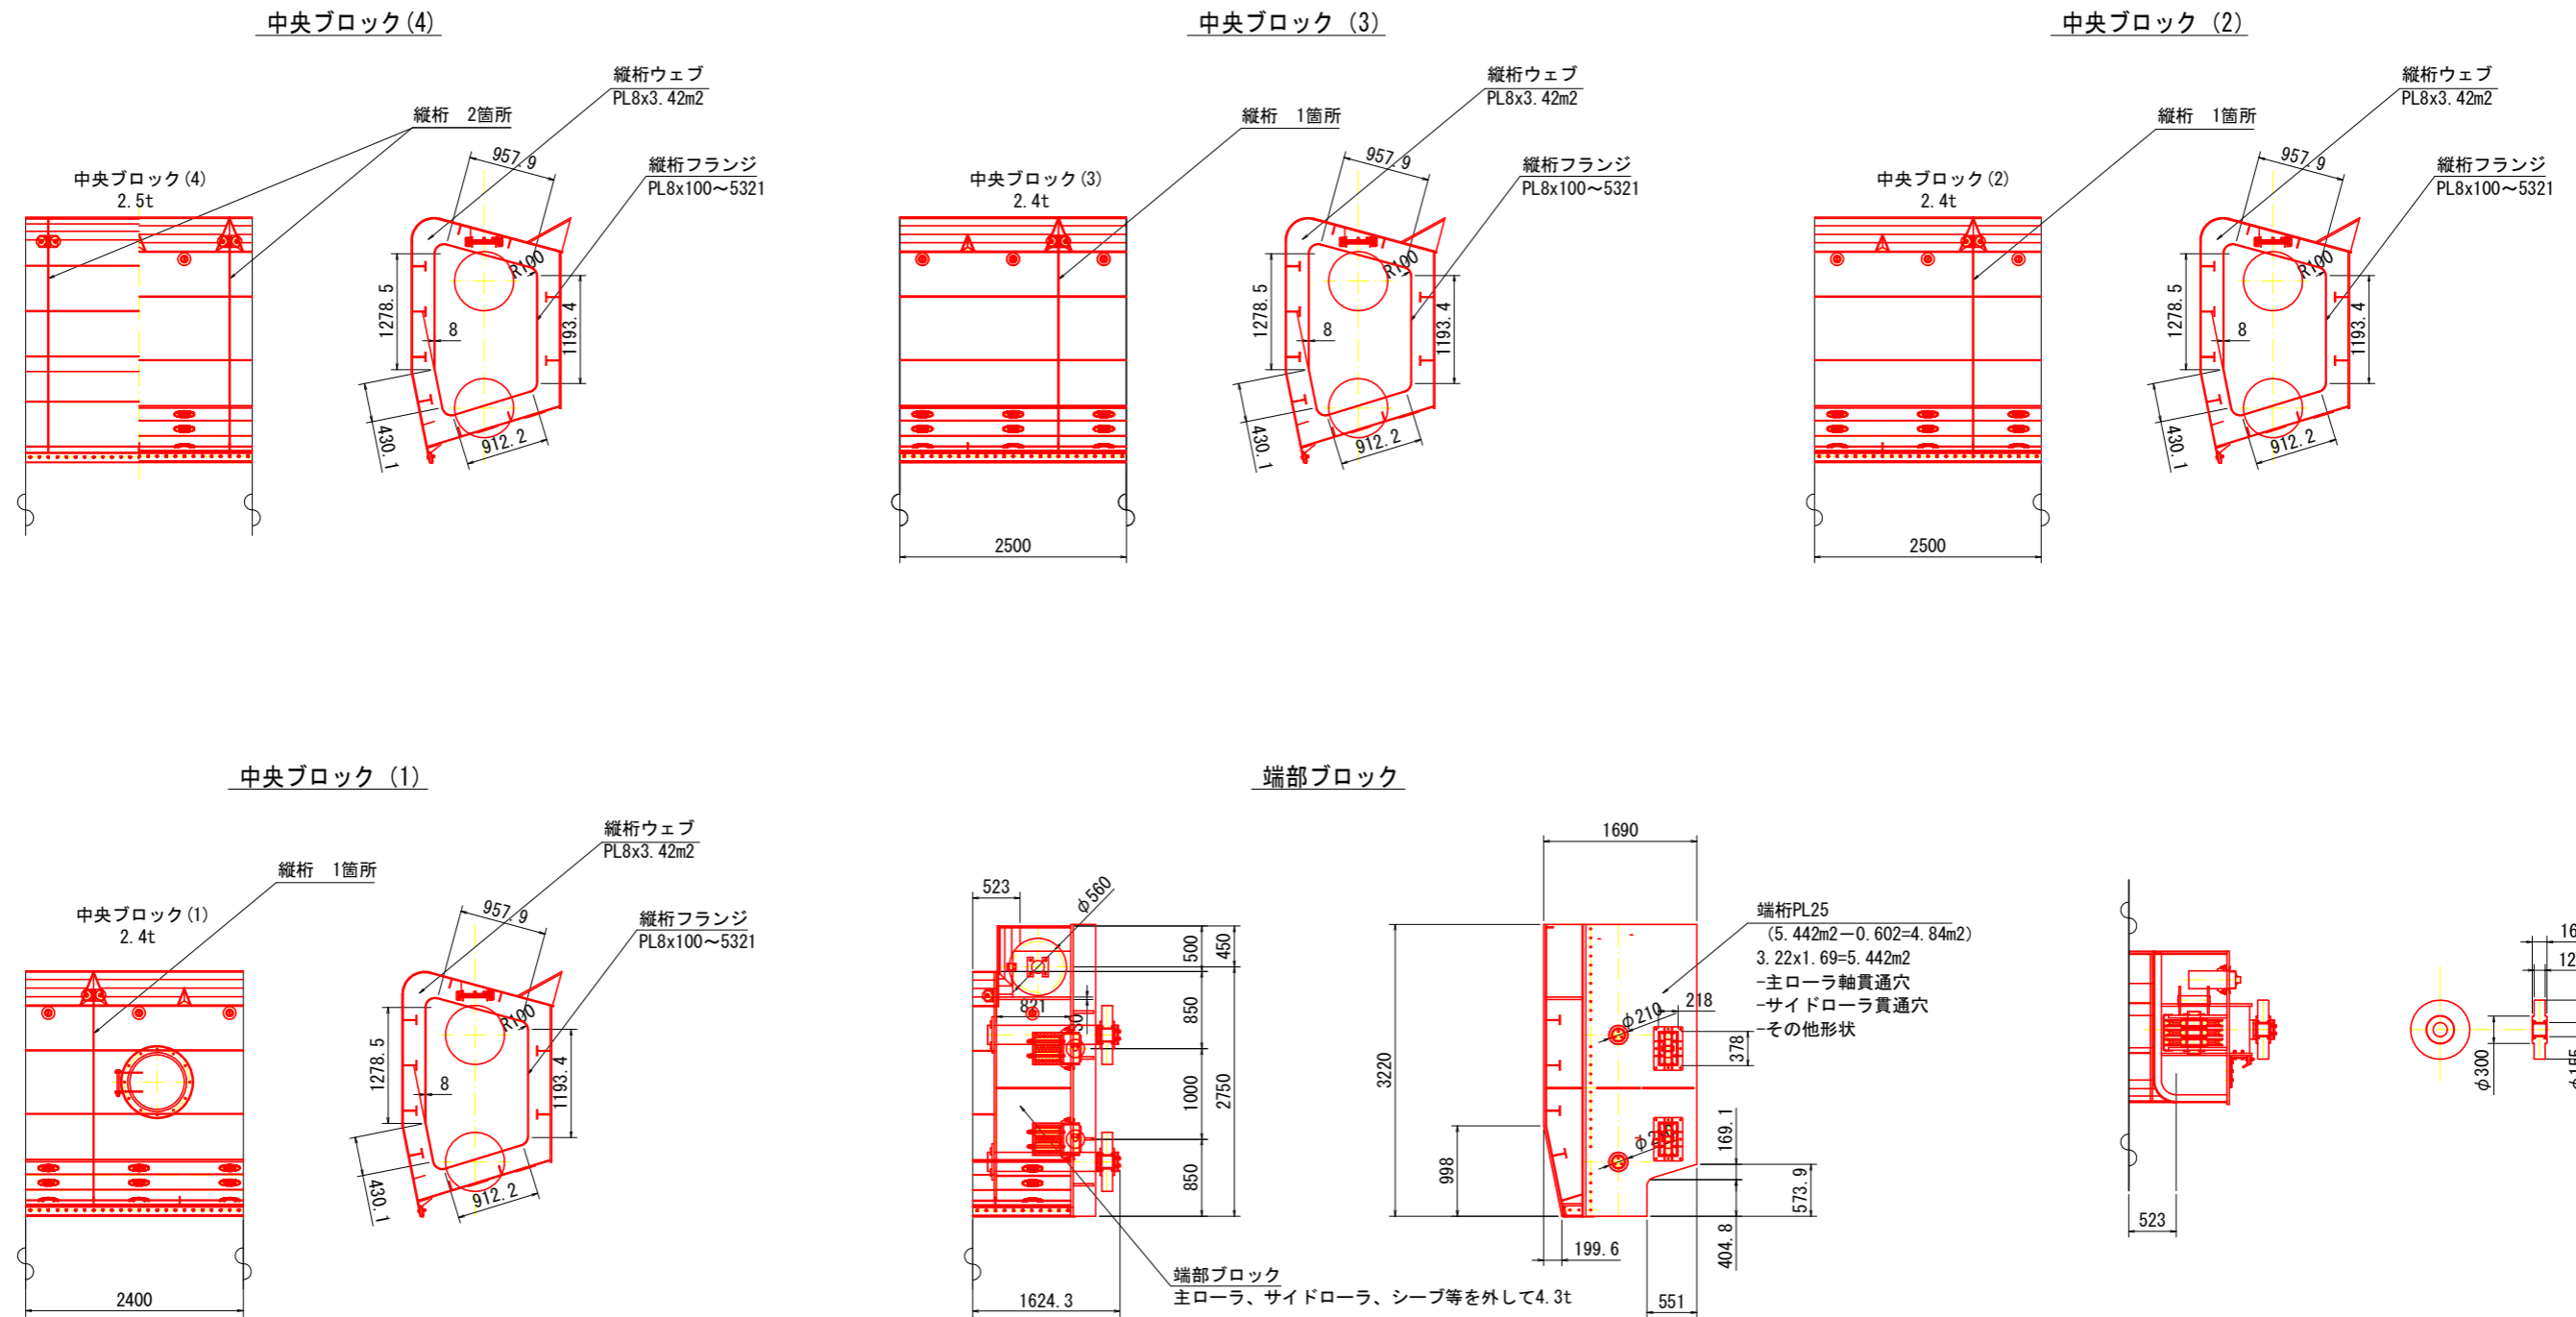 中央ブロック(4)
縦桁ウェブ
PL8x3.42m2
縦桁　2箇所
957.9
縦桁フランジ
PL8x100～5321
中央ブロック(4)
2.5t
R100
1278.5
8
1193.4
430.1
912.2
中央ブロック (3)
縦桁ウェブ
PL8x3.42m2
縦桁　1箇所
957.9
縦桁フランジ
PL8x100～5321
中央ブロック(3)
2.4t
R100
1278.5
8
1193.4
430.1
912.2
2500
中央ブロック (2)
縦桁ウェブ
PL8x3.42m2
縦桁　1箇所
957.9
縦桁フランジ
PL8x100～5321
中央ブロック(2)
2.4t
R100
1278.5
8
1193.4
430.1
912.2
2500
中央ブロック (1)
縦桁ウェブ
PL8x3.42m2
縦桁　1箇所
957.9
縦桁フランジ
PL8x100～5321
中央ブロック(1)
2.4t
R100
1278.5
8
1193.4
430.1
912.2
2400
端部ブロック
523
φ560
500
450
821
850
1000
2750
850
1624.3
端部ブロック
主ローラ、サイドローラ、シーブ等を外して4.3t
1690
端桁PL25
(5.442m2－0.602=4.84m2)
3.22x1.69=5.442m2
-主ローラ軸貫通穴
-サイドローラ貫通穴
-その他形状
φ210
218
378
3220
998
169.1
573.9
404.8
199.6
551
523
φ300